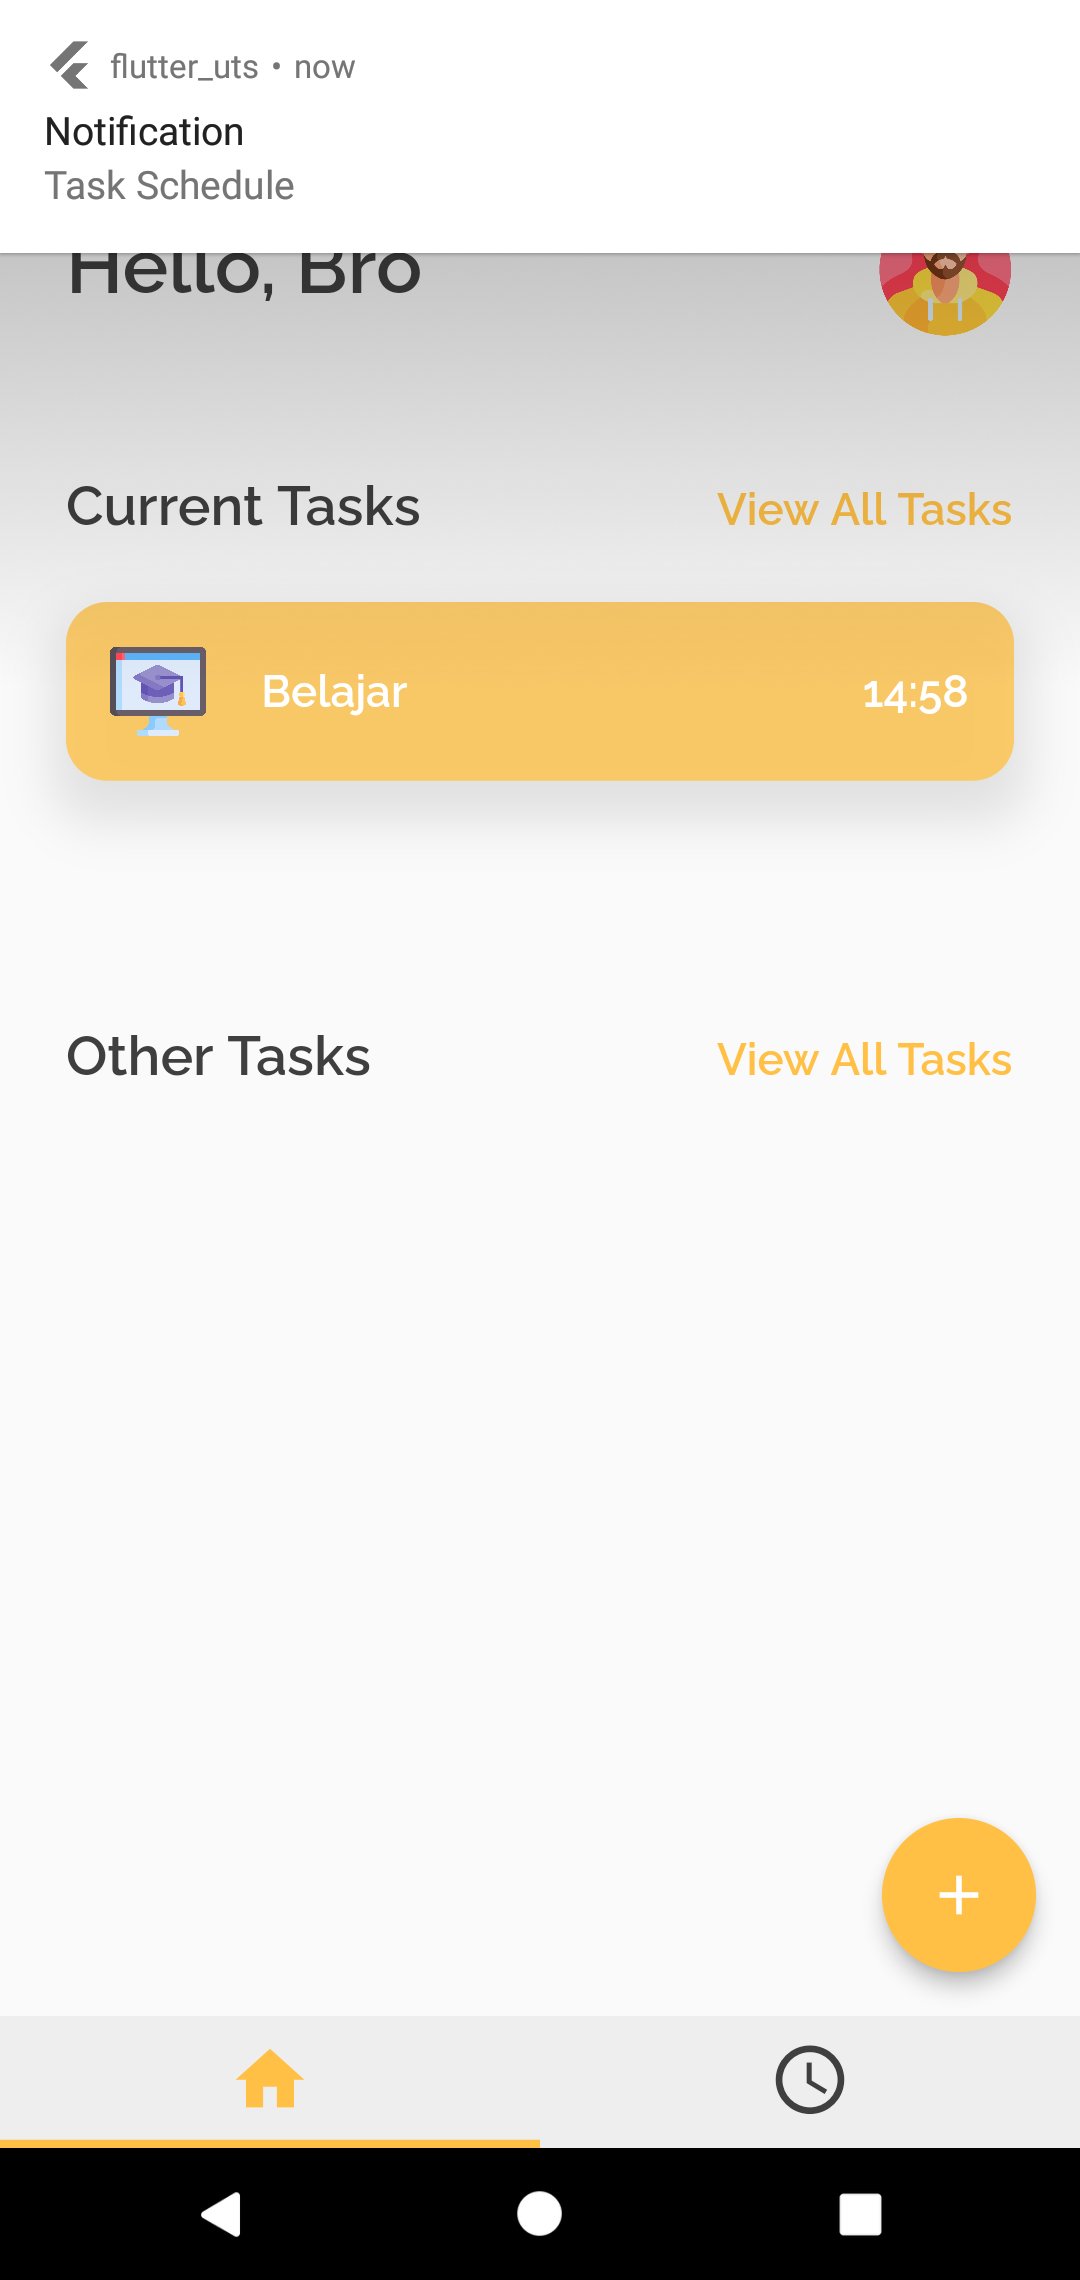 flutter_uts • now
Notification
Task Schedule
Hello, Bro
Current Tasks
View All Tasks
Belajar
14:58
Other Tasks
View All Tasks